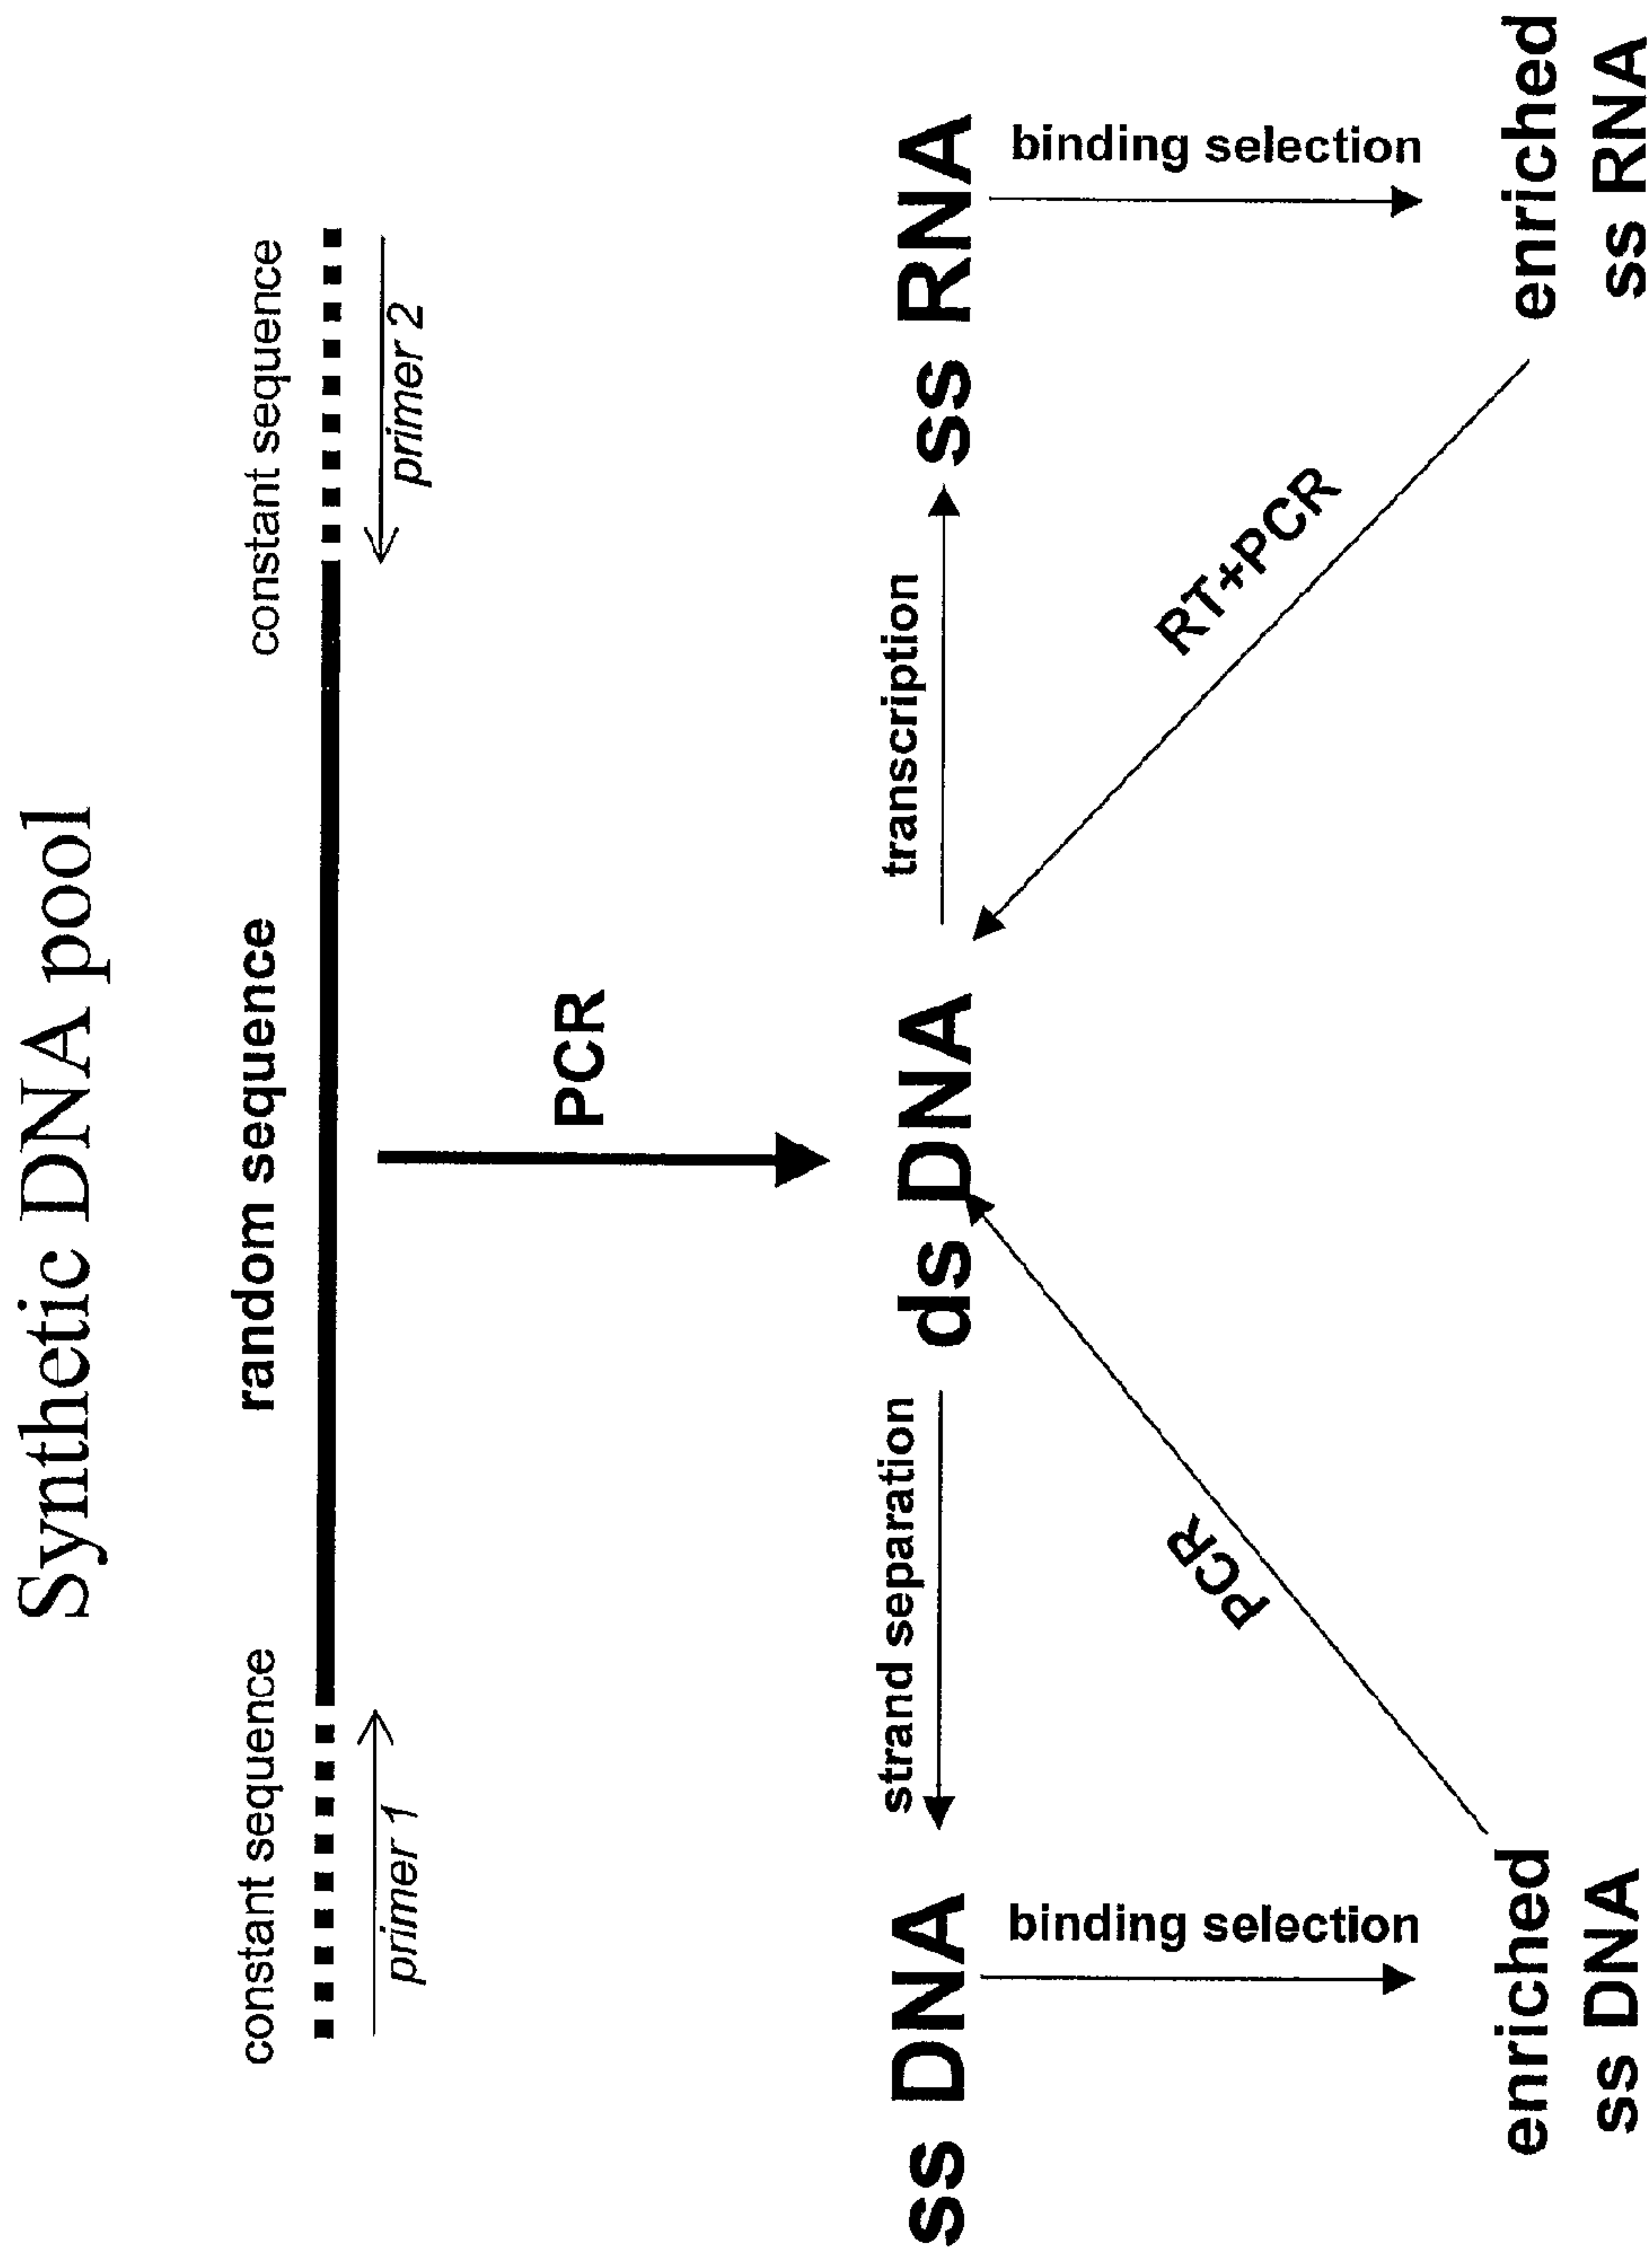 Synthetic DNA pool
constant sequence
random sequence
constant sequence
primer 1
primer 2
PCR
ss DNA
strand separation
ds DNA
transcription
ss RNA
binding selection
PCR
RT+PCR
binding selection
enriched
ss DNA
enriched
ss RNA